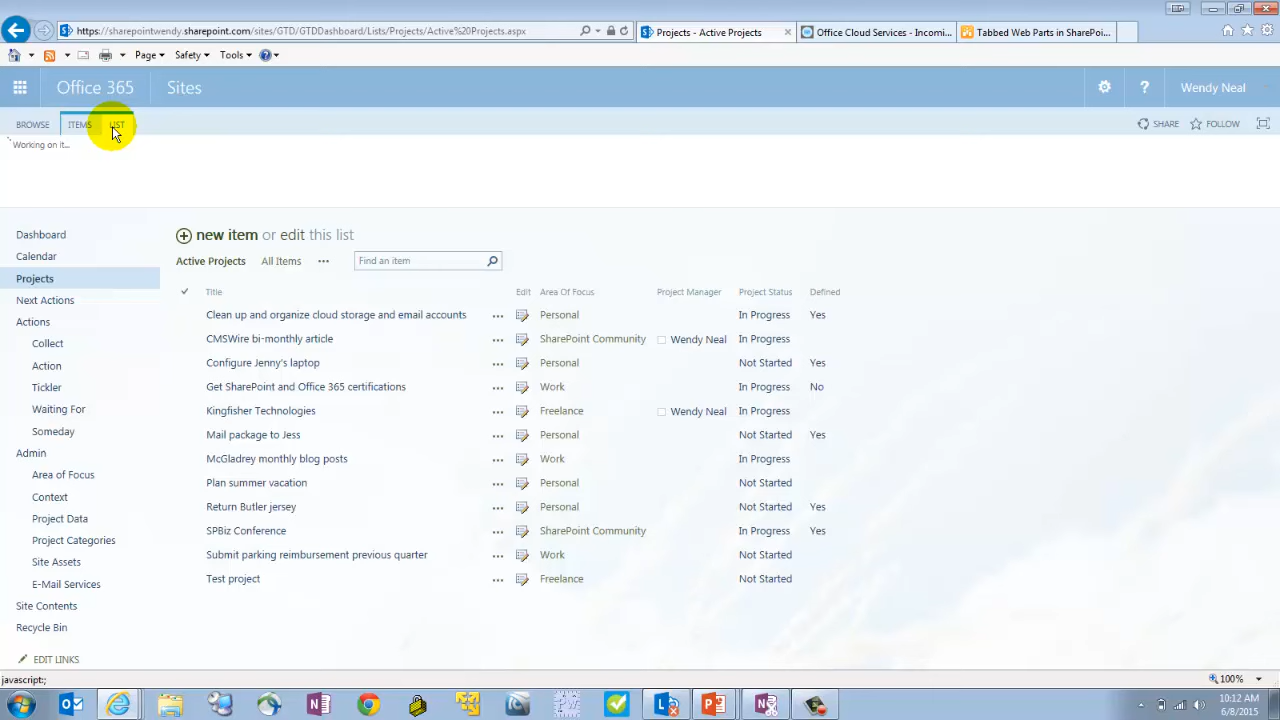 https://sharepointwendy.sharepoint.com/sites/GTD/GTDDashboard/Lists/Projects/Active%20Projects.aspx
Projects - Active Projects
Office Cloud Services - Incomi...
Tabbed Web Parts in SharePoi...
Page
Safety
Tools
Office 365
Sites
Wendy Neal
BROWSE
ITEMS
LIST
SHARE
FOLLOW
Working on it...
Dashboard
Calendar
Projects
Next Actions
Actions
Collect
Action
Tickler
Waiting For
Someday
Admin
Area of Focus
Context
Project Data
Project Categories
Site Assets
E-Mail Services
Site Contents
Recycle Bin
EDIT LINKS
new item or edit this list
Active Projects All Items ... Find an item
Title Edit Area Of Focus Project Manager Project Status Defined
Clean up and organize cloud storage and email accounts ... Personal In Progress Yes
CMSWire bi-monthly article ... SharePoint Community Wendy Neal In Progress
Configure Jenny's laptop ... Personal Not Started Yes
Get SharePoint and Office 365 certifications ... Work In Progress No
Kingfisher Technologies ... Freelance Wendy Neal In Progress
Mail package to Jess ... Personal Not Started Yes
McGladrey monthly blog posts ... Work In Progress
Plan summer vacation ... Personal Not Started
Return Butler jersey ... Personal Not Started Yes
SPBiz Conference ... SharePoint Community In Progress Yes
Submit parking reimbursement previous quarter ... Work Not Started
Test project ... Freelance Not Started
javascript:;
100%
10:12 AM
6/8/2015